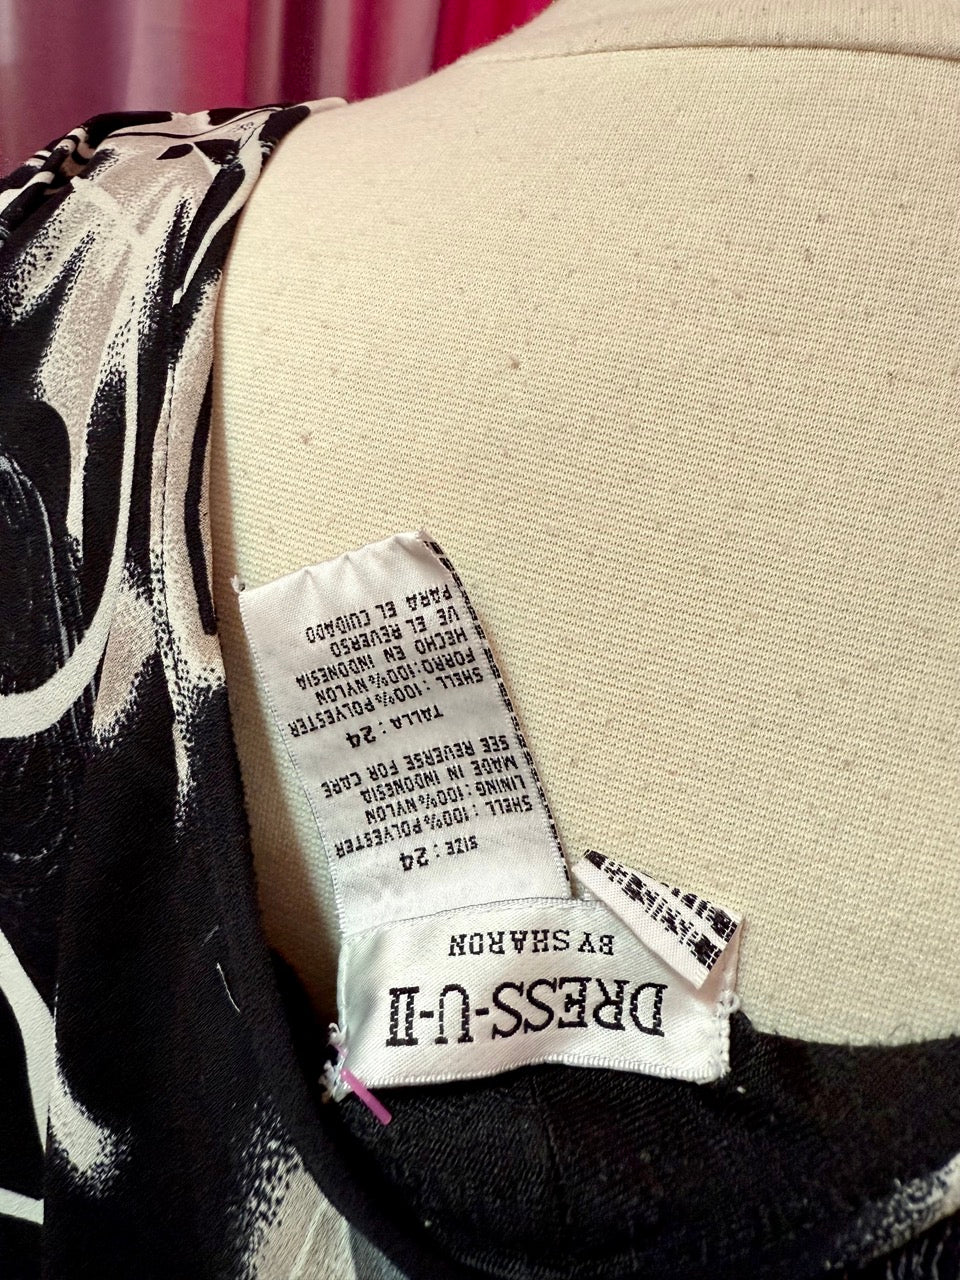 DRESS-U-II
BY SHARON
SIZE : 24
SHELL : 100% POLYESTER
LINING : 100% NYLON
MADE IN INDONESIA
SEE REVERSE FOR CARE
TALLA : 24
SHELL : 100% POLYESTER
FORRO : 100% NYLON
HECHO EN INDONESIA
VE EL REVERSO
PARA EL CUIDADO